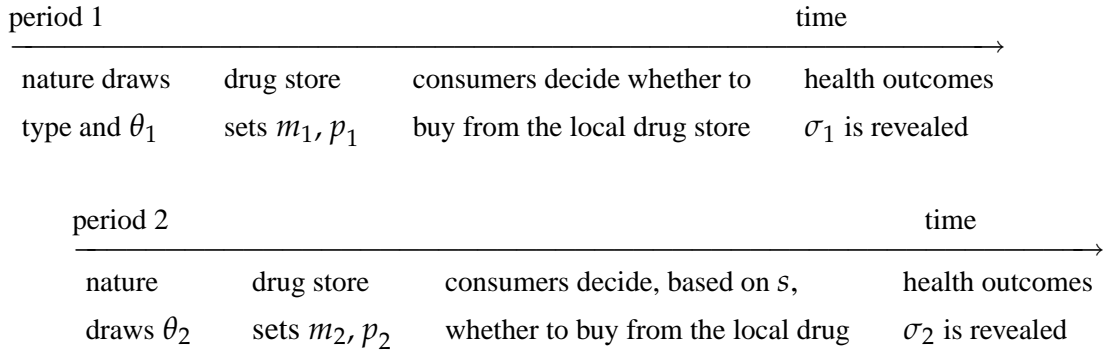 period 1 time
nature draws drug store consumers decide whether to health outcomes
type and θ₁ sets m₁, p₁ buy from the local drug store σ₁ is revealed
period 2 time
nature drug store consumers decide, based on s, health outcomes
draws θ₂ sets m₂, p₂ whether to buy from the local drug σ₂ is revealed